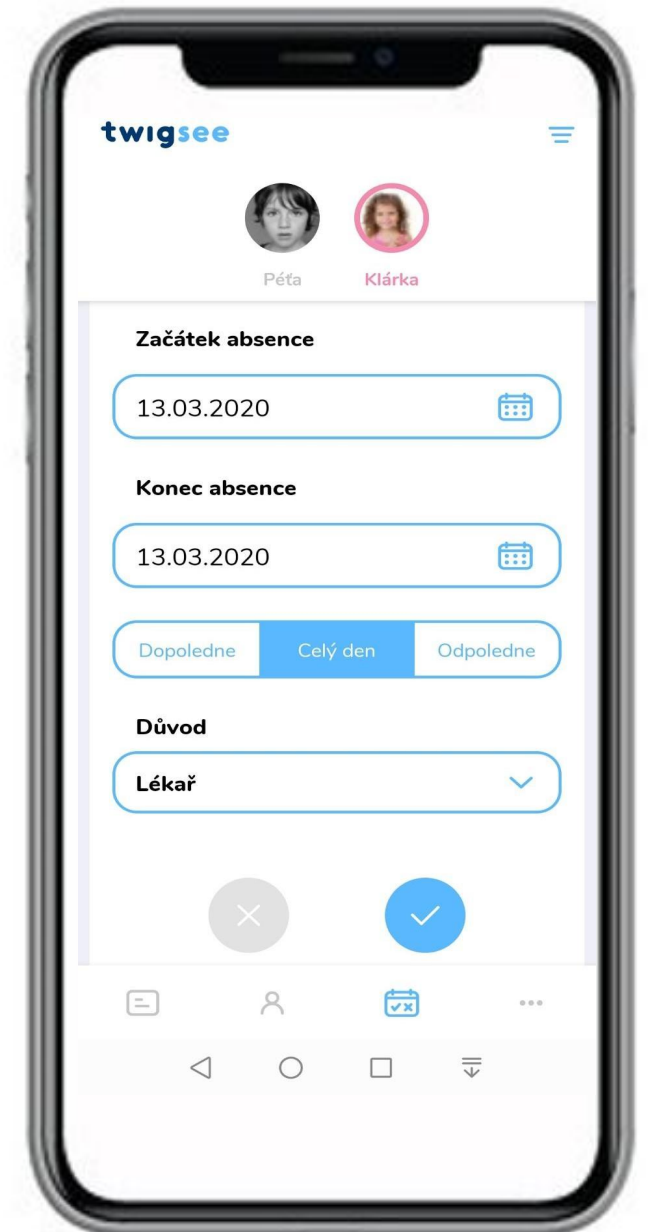 twigsee
Péťa Klárka
Začátek absence
13.03.2020
Konec absence
13.03.2020
Dopoledne Celý den Odpoledne
Důvod
Lékař